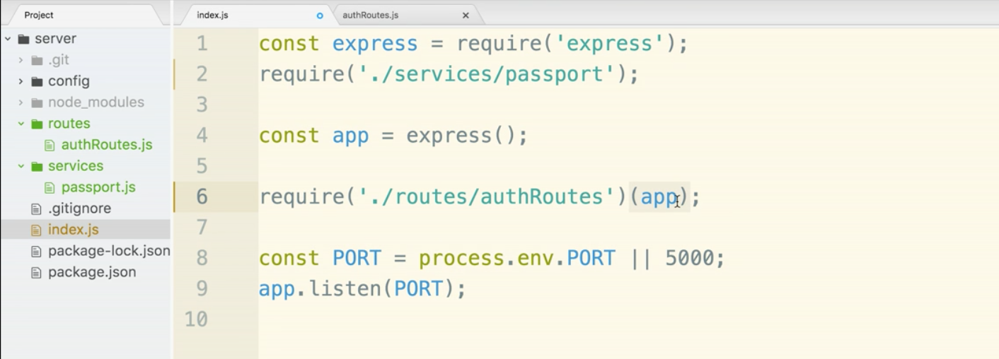 Project
server
.git
config
node_modules
routes
authRoutes.js
services
passport.js
.gitignore
index.js
package-lock.json
package.json
index.js authRoutes.js
1 const express = require('express');
2 require('./services/passport');
3
4 const app = express();
5
6 require('./routes/authRoutes')(app);
7
8 const PORT = process.env.PORT || 5000;
9 app.listen(PORT);
10